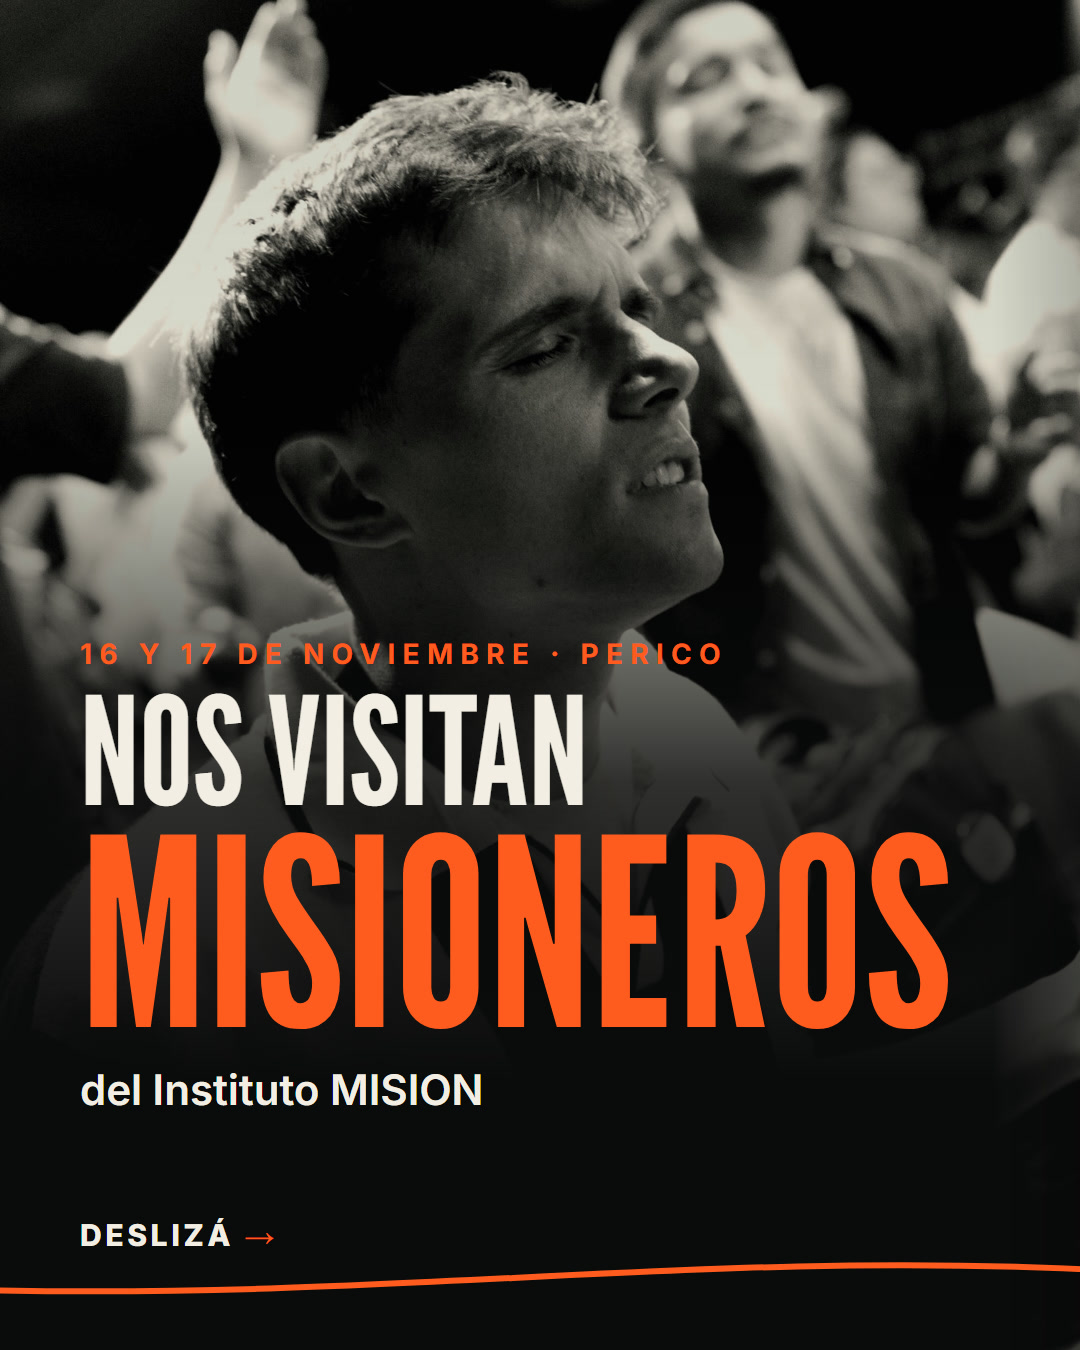 16 Y 17 DE NOVIEMBRE · PERICO
NOS VISITAN
MISIONEROS
del Instituto MISION
DESLIZÁ →